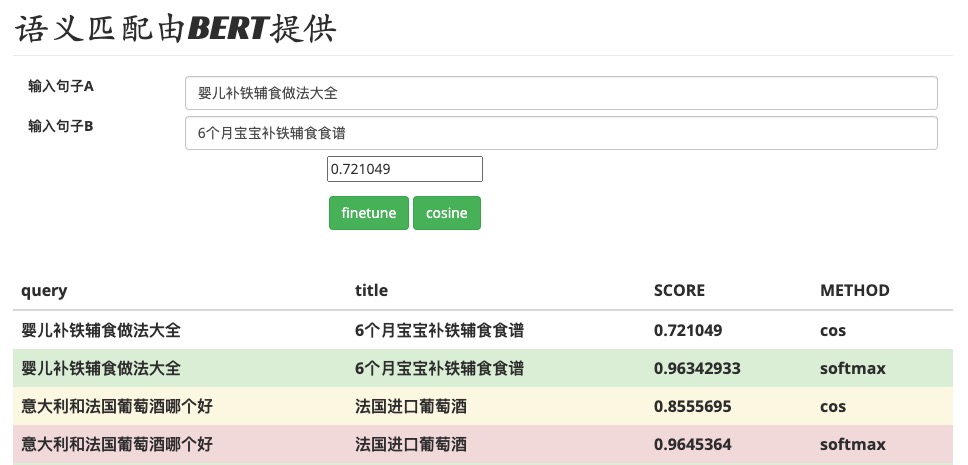 语义匹配由BERT提供
输入句子A 婴儿补铁辅食做法大全
输入句子B 6个月宝宝补铁辅食食谱
0.721049
finetune cosine
query title SCORE METHOD
婴儿补铁辅食做法大全 6个月宝宝补铁辅食食谱 0.721049 cos
婴儿补铁辅食做法大全 6个月宝宝补铁辅食食谱 0.96342933 softmax
意大利和法国葡萄酒哪个好 法国进口葡萄酒 0.8555695 cos
意大利和法国葡萄酒哪个好 法国进口葡萄酒 0.9645364 softmax